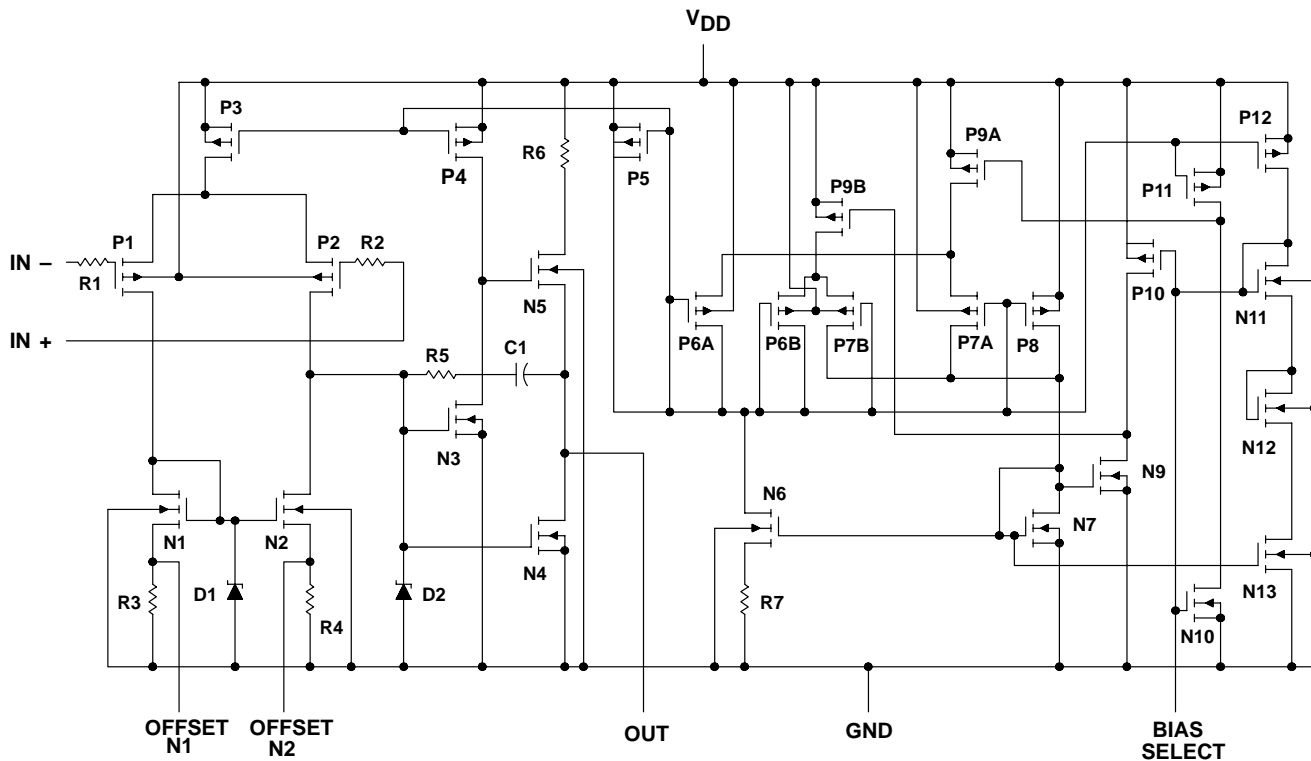 VDD
P3
P9A
P12
R6
P4
P5
P11
P9B
P1
P2
R2
IN −
R1
P10
N5
N11
IN +
P6A
P6B
P7B
P7A
P8
R5
C1
N12
N3
N9
N6
N7
N1
N2
N4
N13
D1
D2
R3
R4
R7
N10
OFFSET
N1
OFFSET
N2
OUT
GND
BIAS
SELECT